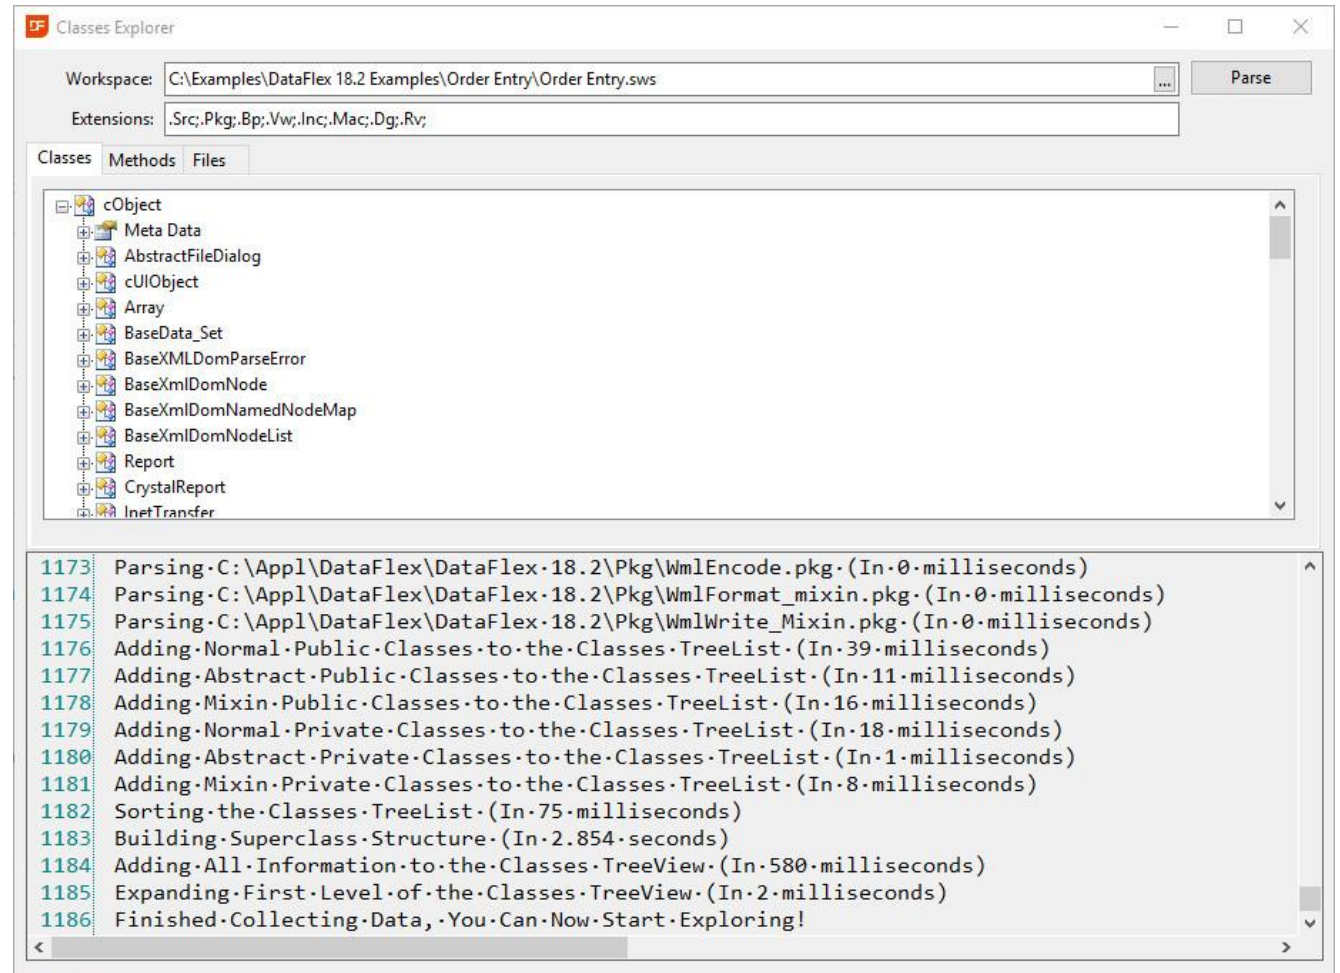 DF Classes Explorer
Workspace: C:\Examples\DataFlex 18.2 Examples\Order Entry\Order Entry.sws ... Parse
Extensions: .Src;.Pkg;.Bp;.Vw;.Inc;.Mac;.Dg;.Rv;
Classes Methods Files
cObject
Meta Data
AbstractFileDialog
cUIObject
Array
BaseData_Set
BaseXMLDomParseError
BaseXmlDomNode
BaseXmlDomNamedNodeMap
BaseXmlDomNodeList
Report
CrystalReport
InetTransfer
1173 Parsing·C:\Appl\DataFlex\DataFlex·18.2\Pkg\WmlEncode.pkg·(In·0·milliseconds)
1174 Parsing·C:\Appl\DataFlex\DataFlex·18.2\Pkg\WmlFormat_mixin.pkg·(In·0·milliseconds)
1175 Parsing·C:\Appl\DataFlex\DataFlex·18.2\Pkg\WmlWrite_Mixin.pkg·(In·0·milliseconds)
1176 Adding·Normal·Public·Classes·to·the·Classes·TreeList·(In·39·milliseconds)
1177 Adding·Abstract·Public·Classes·to·the·Classes·TreeList·(In·11·milliseconds)
1178 Adding·Mixin·Public·Classes·to·the·Classes·TreeList·(In·16·milliseconds)
1179 Adding·Normal·Private·Classes·to·the·Classes·TreeList·(In·18·milliseconds)
1180 Adding·Abstract·Private·Classes·to·the·Classes·TreeList·(In·1·milliseconds)
1181 Adding·Mixin·Private·Classes·to·the·Classes·TreeList·(In·8·milliseconds)
1182 Sorting·the·Classes·TreeList·(In·75·milliseconds)
1183 Building·Superclass·Structure·(In·2.854·seconds)
1184 Adding·All·Information·to·the·Classes·TreeView·(In·580·milliseconds)
1185 Expanding·First·Level·of·the·Classes·TreeView·(In·2·milliseconds)
1186 Finished·Collecting·Data,·You·Can·Now·Start·Exploring!